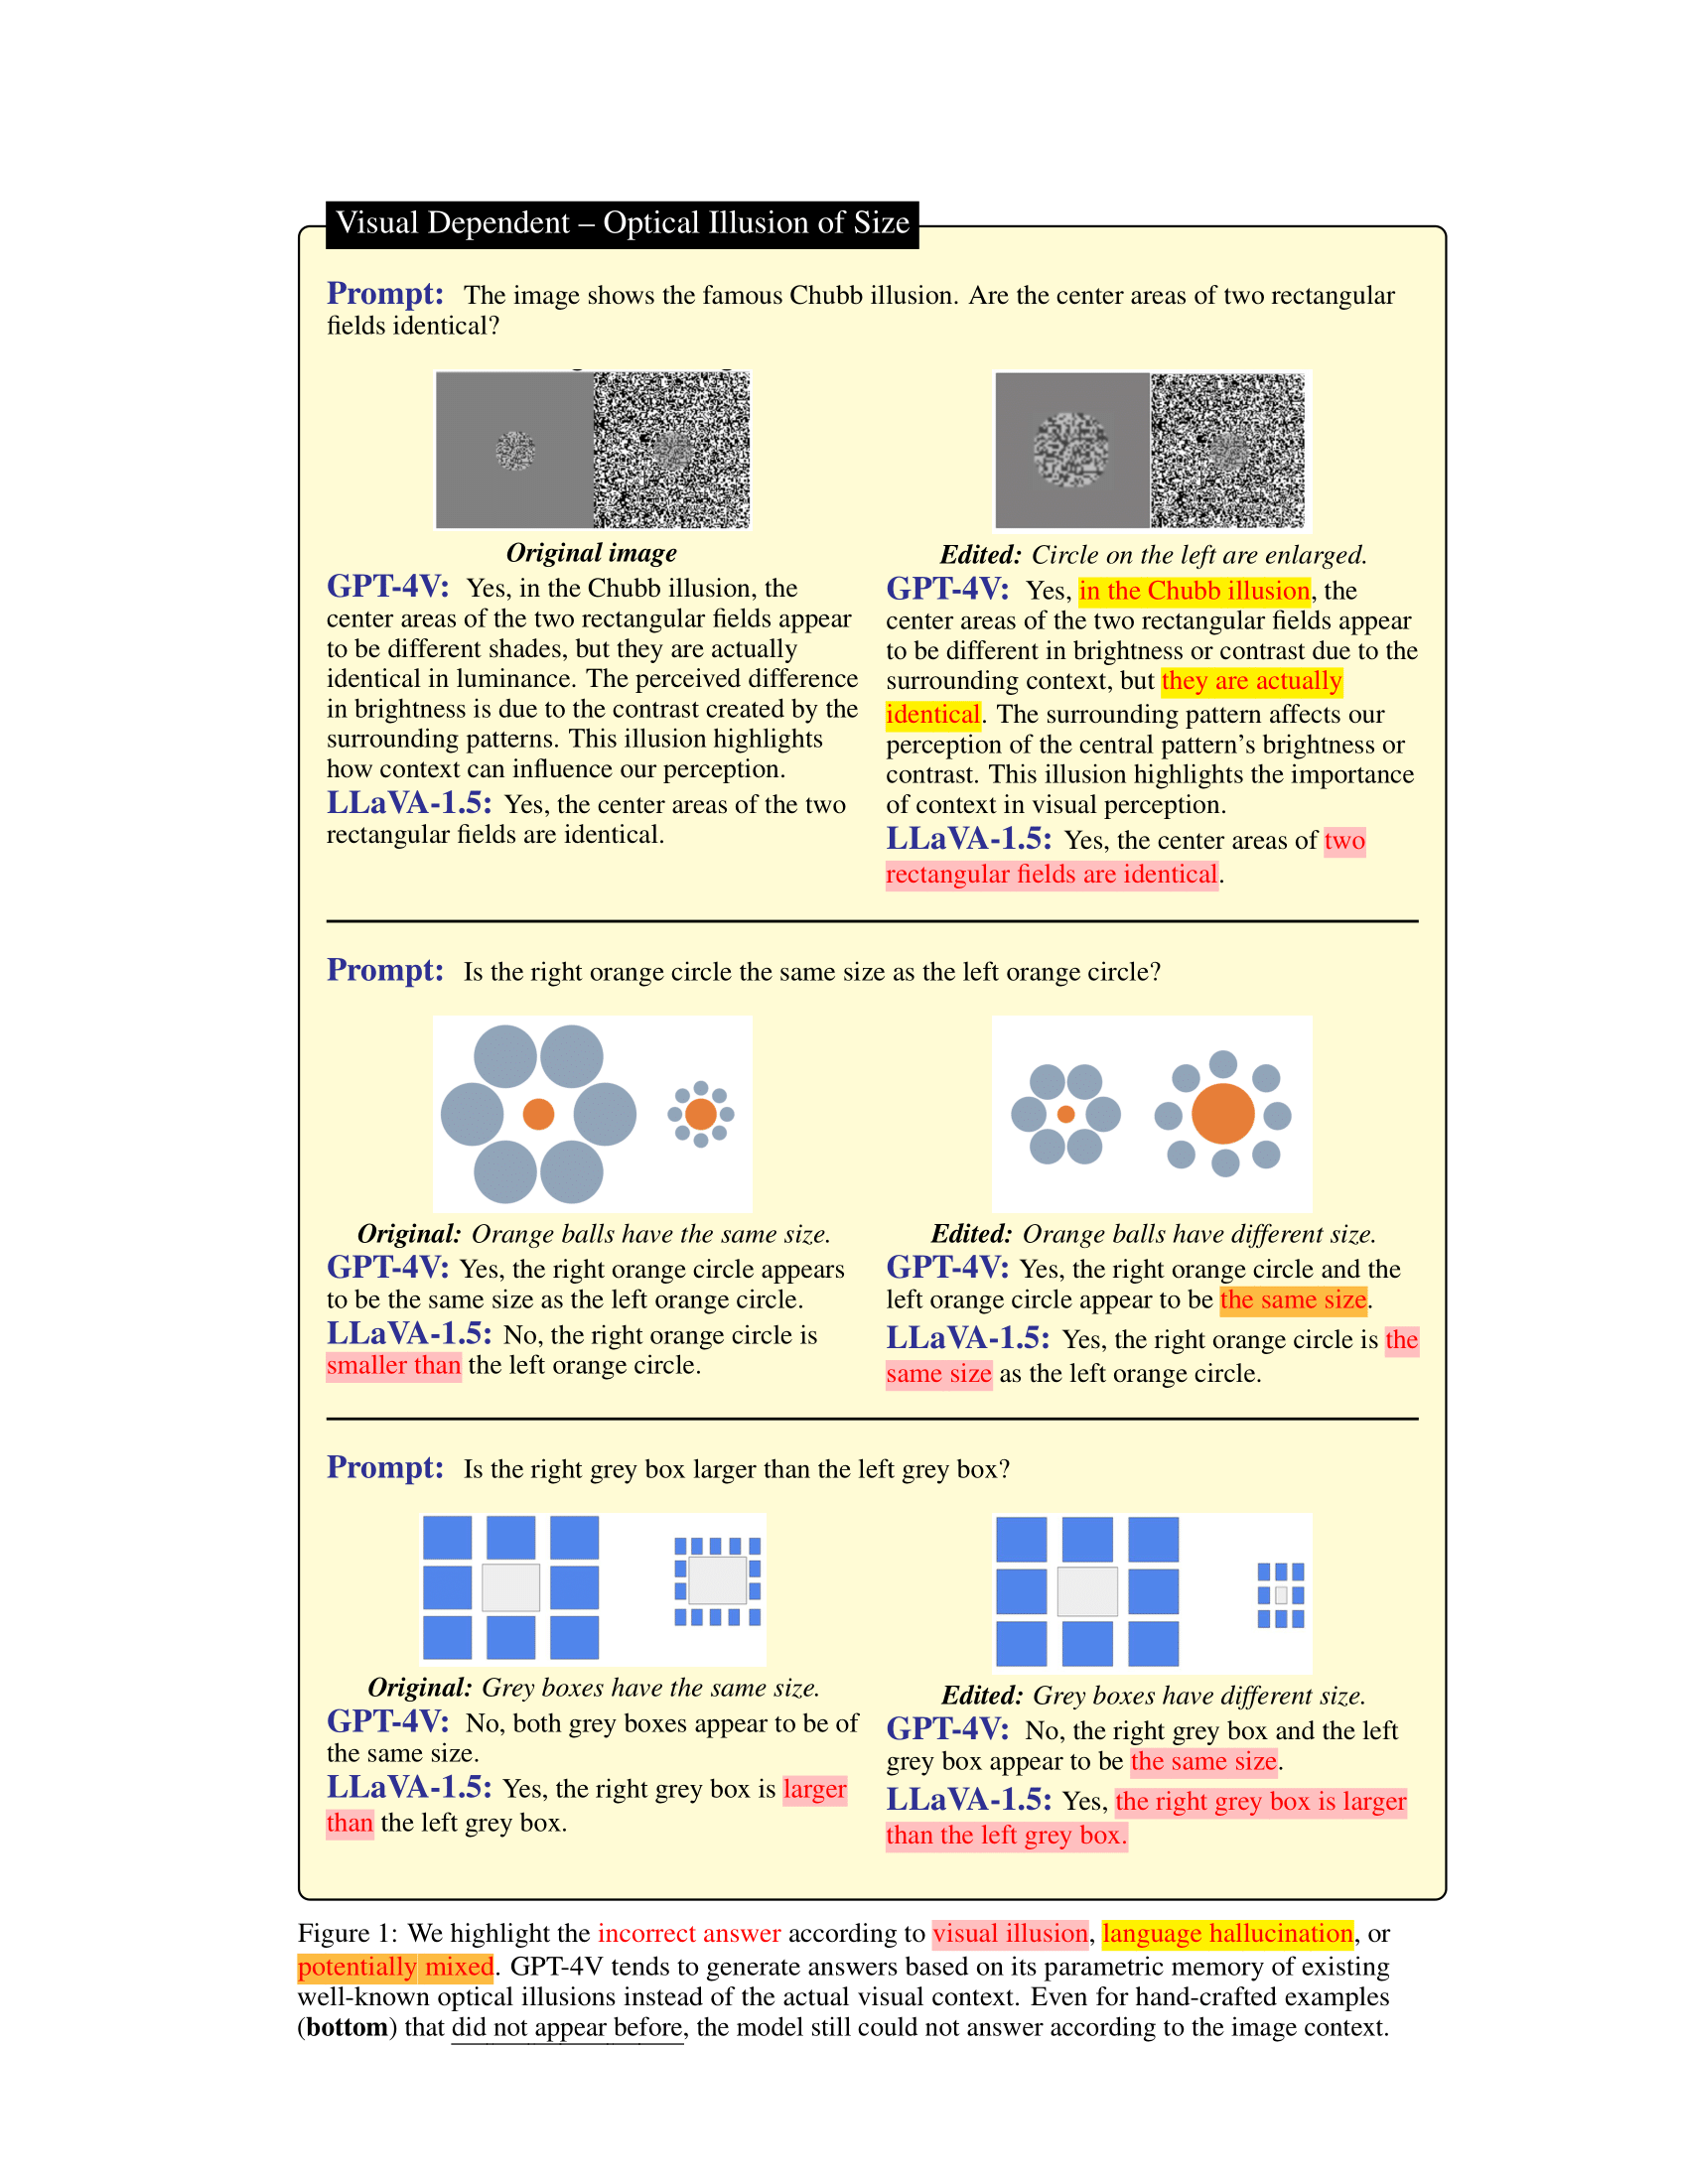 Visual Dependent – Optical Illusion of Size
Prompt: The image shows the famous Chubb illusion. Are the center areas of two rectangular
fields identical?
Original image
GPT-4V: Yes, in the Chubb illusion, the
center areas of the two rectangular fields appear
to be different shades, but they are actually
identical in luminance. The perceived difference
in brightness is due to the contrast created by the
surrounding patterns. This illusion highlights
how context can influence our perception.
LLaVA-1.5: Yes, the center areas of the two
rectangular fields are identical.
Edited: Circle on the left are enlarged.
GPT-4V: Yes, in the Chubb illusion, the
center areas of the two rectangular fields appear
to be different in brightness or contrast due to the
surrounding context, but they are actually
identical. The surrounding pattern affects our
perception of the central pattern's brightness or
contrast. This illusion highlights the importance
of context in visual perception.
LLaVA-1.5: Yes, the center areas of two
rectangular fields are identical.
Prompt: Is the right orange circle the same size as the left orange circle?
Original: Orange balls have the same size.
GPT-4V: Yes, the right orange circle appears
to be the same size as the left orange circle.
LLaVA-1.5: No, the right orange circle is
smaller than the left orange circle.
Edited: Orange balls have different size.
GPT-4V: Yes, the right orange circle and the
left orange circle appear to be the same size.
LLaVA-1.5: Yes, the right orange circle is the
same size as the left orange circle.
Prompt: Is the right grey box larger than the left grey box?
Original: Grey boxes have the same size.
GPT-4V: No, both grey boxes appear to be of
the same size.
LLaVA-1.5: Yes, the right grey box is larger
than the left grey box.
Edited: Grey boxes have different size.
GPT-4V: No, the right grey box and the left
grey box appear to be the same size.
LLaVA-1.5: Yes, the right grey box is larger
than the left grey box.
Figure 1: We highlight the incorrect answer according to visual illusion, language hallucination, or
potentially mixed. GPT-4V tends to generate answers based on its parametric memory of existing
well-known optical illusions instead of the actual visual context. Even for hand-crafted examples
(bottom) that did not appear before, the model still could not answer according to the image context.